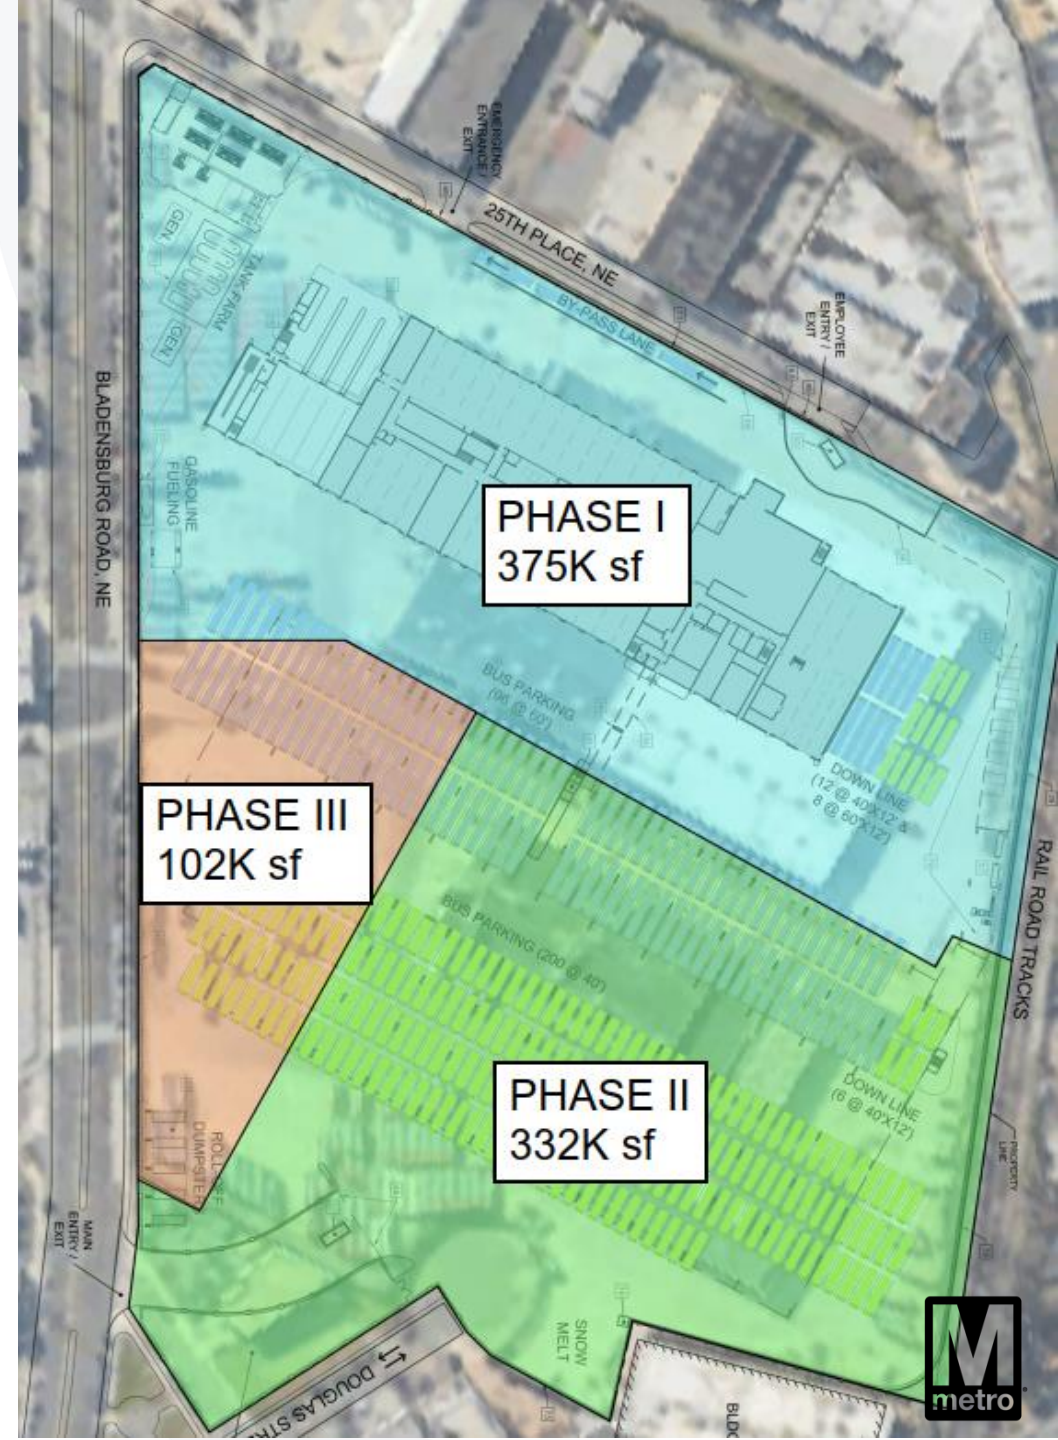 EMERGENCY
ENTRANCE /
EXIT
25TH PLACE, NE
GEN.
TANK FARM
GEN.
BY-PASS LANE
EMPLOYEE
ENTRY /
EXIT
BLADENSBURG ROAD, NE
GASOLINE
FUELING
PHASE I
375K sf
BUS PARKING
(96 @ 60')
DOWN LINE
(12 @ 40'X12' &
8 @ 60'X12')
PHASE III
102K sf
RAIL ROAD TRACKS
BUS PARKING (200 @ 40')
PHASE II
332K sf
DOWN LINE
(6 @ 40'X12')
PROPERTY
LINE
DUMPSTER
MAIN
ENTRY /
EXIT
SNOW
MELT
DOUGLAS
BLDG
M
metro